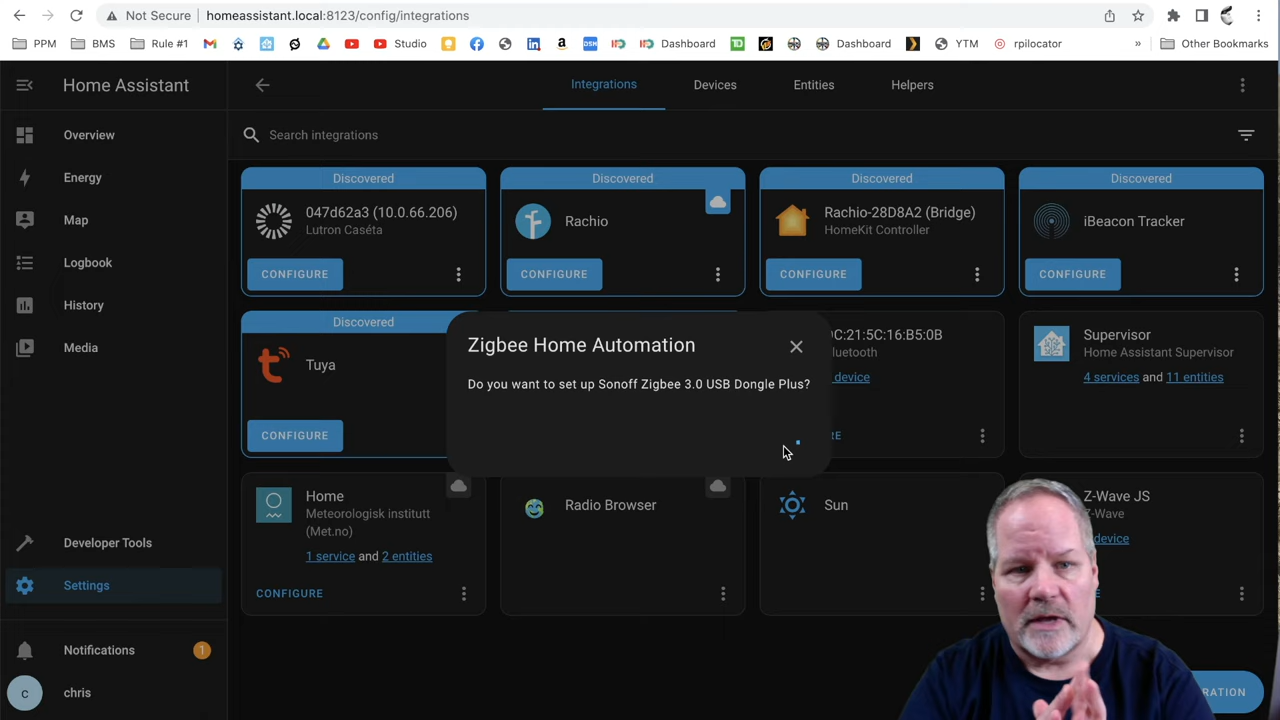 Not Secure
homeassistant.local:8123/config/integrations
PPM
BMS
Rule #1
Studio
Dashboard
Dashboard
YTM
rpilocator
»
Other Bookmarks
Home Assistant
Integrations
Devices
Entities
Helpers
Search integrations
Overview
Energy
Map
Logbook
History
Media
Developer Tools
Settings
Notifications
1
c
chris
Discovered
047d62a3 (10.0.66.206)
Lutron Caséta
CONFIGURE
Discovered
Rachio
CONFIGURE
Discovered
Rachio-28D8A2 (Bridge)
HomeKit Controller
CONFIGURE
Discovered
iBeacon Tracker
CONFIGURE
Discovered
Tuya
CONFIGURE
Zigbee Home Automation
Do you want to set up Sonoff Zigbee 3.0 USB Dongle Plus?
C:21:5C:16:B5:0B
luetooth
device
RE
Supervisor
Home Assistant Supervisor
4 services and 11 entities
Home
Meteorologisk institutt
(Met.no)
1 service and 2 entities
CONFIGURE
Radio Browser
Sun
Z-Wave JS
Z-Wave
device
RATION